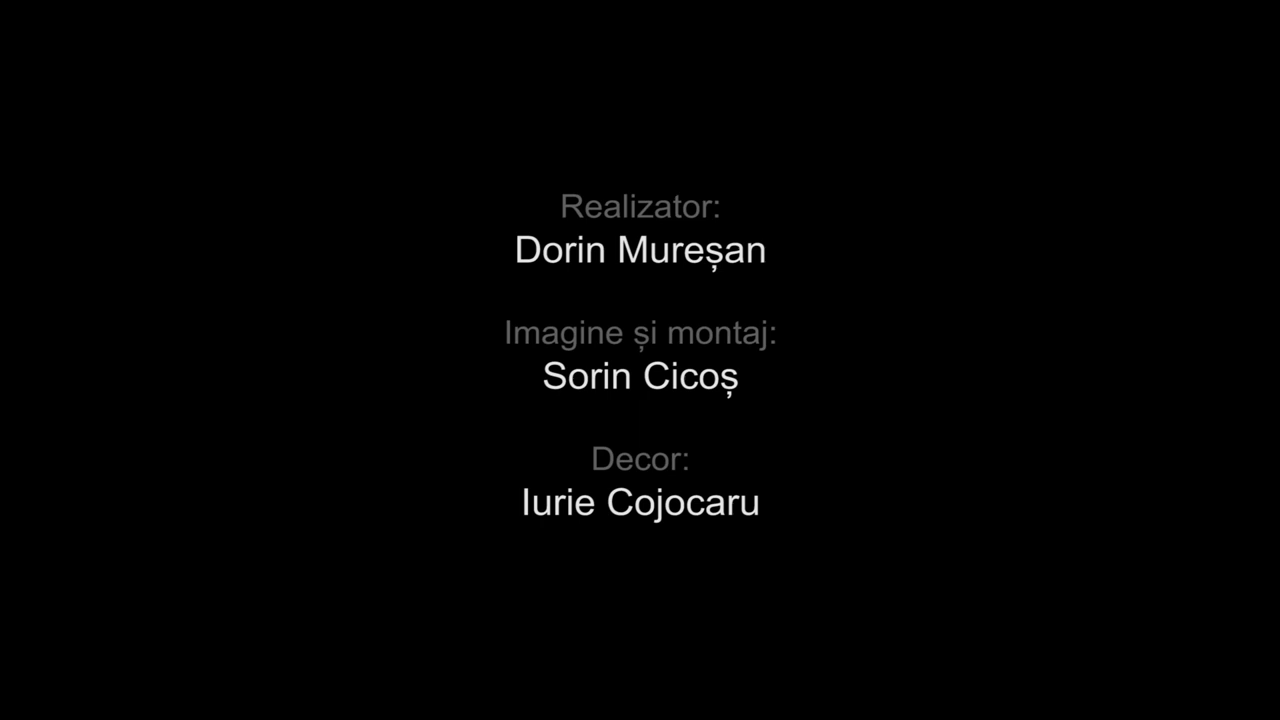 Realizator:
Dorin Mureșan
Imagine și montaj:
Sorin Cicoș
Decor:
Iurie Cojocaru